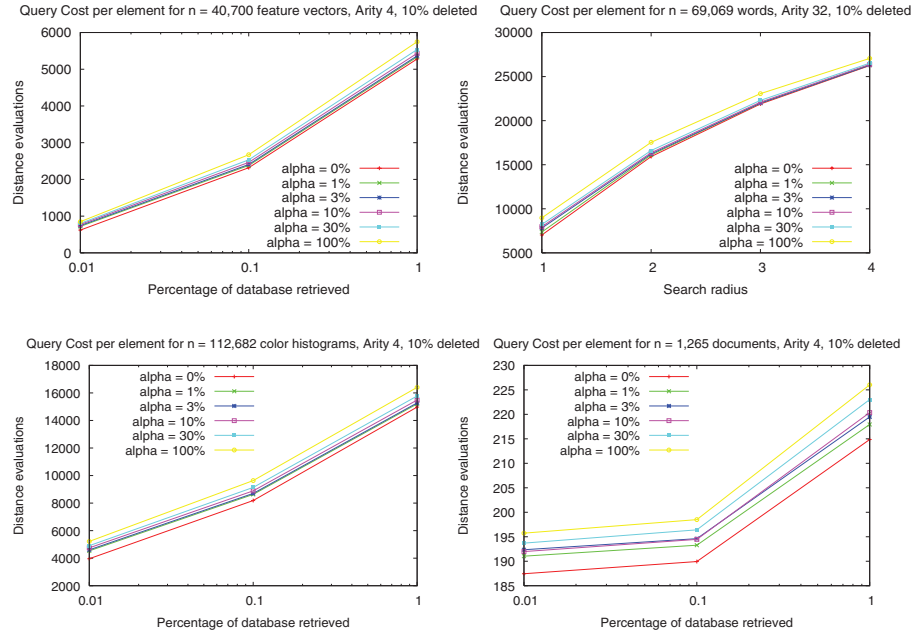 Query Cost per element for n = 40,700 feature vectors, Arity 4, 10% deleted
6000
5000
4000
3000
2000
1000
0
Distance evaluations
alpha = 0%
alpha = 1%
alpha = 3%
alpha = 10%
alpha = 30%
alpha = 100%
0.01 0.1 1
Percentage of database retrieved
Query Cost per element for n = 69,069 words, Arity 32, 10% deleted
30000
25000
20000
15000
10000
5000
Distance evaluations
alpha = 0%
alpha = 1%
alpha = 3%
alpha = 10%
alpha = 30%
alpha = 100%
1 2 3 4
Search radius
Query Cost per element for n = 112,682 color histograms, Arity 4, 10% deleted
18000
16000
14000
12000
10000
8000
6000
4000
2000
Distance evaluations
alpha = 0%
alpha = 1%
alpha = 3%
alpha = 10%
alpha = 30%
alpha = 100%
0.01 0.1 1
Percentage of database retrieved
Query Cost per element for n = 1,265 documents, Arity 4, 10% deleted
230
225
220
215
210
205
200
195
190
185
Distance evaluations
alpha = 0%
alpha = 1%
alpha = 3%
alpha = 10%
alpha = 30%
alpha = 100%
0.01 0.1 1
Percentage of database retrieved